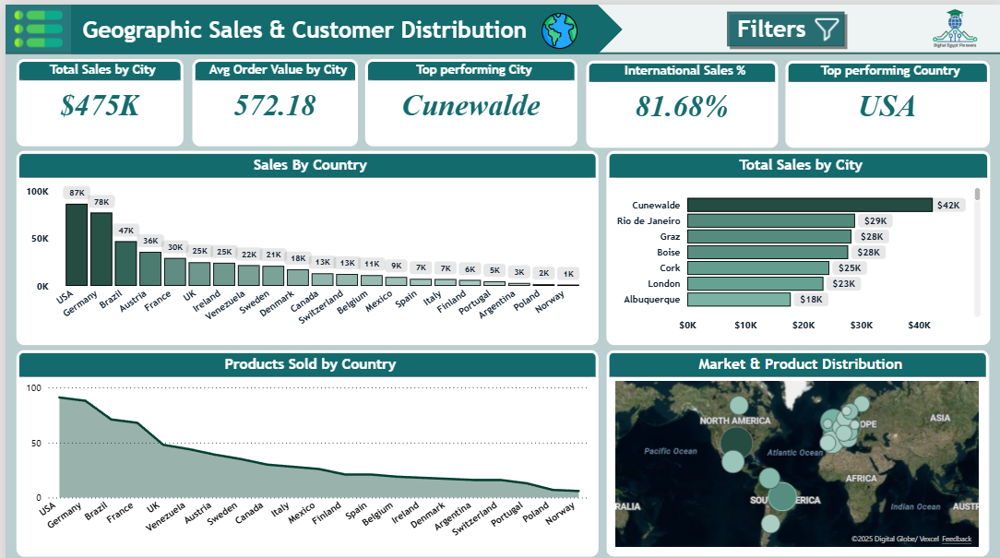 Geographic Sales & Customer Distribution
Filters
Digital Egypt Pioneers
Total Sales by City
$475K
Avg Order Value by City
572.18
Top performing City
Cunewalde
International Sales %
81.68%
Top performing Country
USA
Sales By Country
100K
50K
0K
87K
78K
47K
36K
30K
25K
25K
22K
21K
18K
13K
13K
11K
9K
7K
7K
6K
5K
3K
2K
1K
USA
Germany
Brazil
Austria
France
UK
Ireland
Venezuela
Sweden
Denmark
Canada
Switzerland
Belgium
Mexico
Spain
Italy
Finland
Portugal
Argentina
Poland
Norway
Total Sales by City
Cunewalde $42K
Rio de Janeiro $29K
Graz $28K
Boise $28K
Cork $25K
London $23K
Albuquerque $18K
$0K $10K $20K $30K $40K
Products Sold by Country
100
50
0
USA
Germany
Brazil
France
UK
Venezuela
Austria
Sweden
Canada
Italy
Mexico
Finland
Spain
Belgium
Ireland
Denmark
Argentina
Switzerland
Portugal
Poland
Norway
Market & Product Distribution
NORTH AMERICA
OPE
ASIA
Pacific Ocean
Atlantic Ocean
AFRICA
SOU ERICA
RALIA
Indian Ocean
AUSTR
©2025 Digital Globe/ Vexcel Feedback